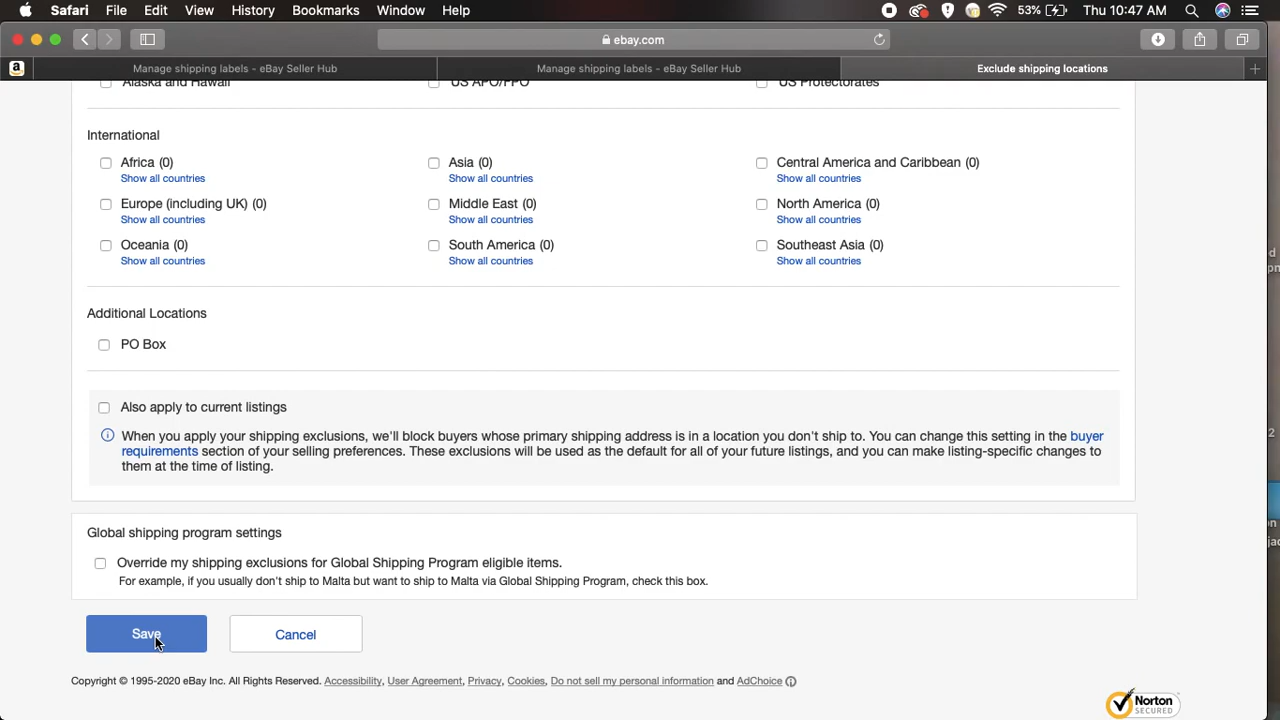 Safari File Edit View History Bookmarks Window Help 53% Thu 10:47 AM
ebay.com
a Manage shipping labels - eBay Seller Hub Manage shipping labels - eBay Seller Hub Exclude shipping locations
Alaska and Hawaii US APO/FPO US Protectorates
International
Africa (0) Asia (0) Central America and Caribbean (0)
Show all countries Show all countries Show all countries
Europe (including UK) (0) Middle East (0) North America (0)
Show all countries Show all countries Show all countries
Oceania (0) South America (0) Southeast Asia (0)
Show all countries Show all countries Show all countries
Additional Locations
PO Box
Also apply to current listings
When you apply your shipping exclusions, we'll block buyers whose primary shipping address is in a location you don't ship to. You can change this setting in the buyer
requirements section of your selling preferences. These exclusions will be used as the default for all of your future listings, and you can make listing-specific changes to
them at the time of listing.
Global shipping program settings
Override my shipping exclusions for Global Shipping Program eligible items.
For example, if you usually don't ship to Malta but want to ship to Malta via Global Shipping Program, check this box.
Save Cancel
Copyright © 1995-2020 eBay Inc. All Rights Reserved. Accessibility, User Agreement, Privacy, Cookies, Do not sell my personal information and AdChoice
Norton
SECURED